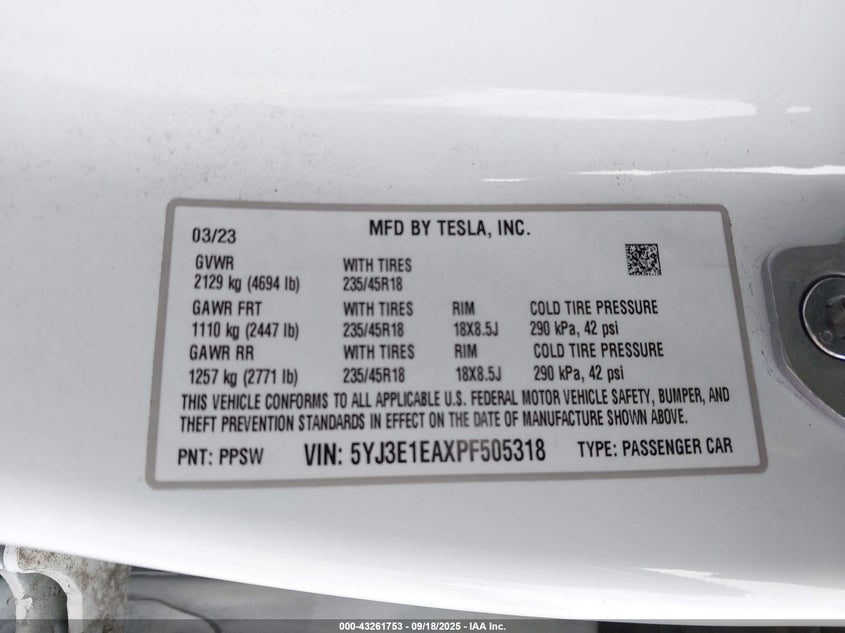 03/23 MFD BY TESLA, INC.
GVWR WITH TIRES
2129 kg (4694 lb) 235/45R18
GAWR FRT WITH TIRES RIM COLD TIRE PRESSURE
1110 kg (2447 lb) 235/45R18 18X8.5J 290 kPa, 42 psi
GAWR RR WITH TIRES RIM COLD TIRE PRESSURE
1257 kg (2771 lb) 235/45R18 18X8.5J 290 kPa, 42 psi
THIS VEHICLE CONFORMS TO ALL APPLICABLE U.S. FEDERAL MOTOR VEHICLE SAFETY, BUMPER, AND
THEFT PREVENTION STANDARDS IN EFFECT ON THE DATE OF MANUFACTURE SHOWN ABOVE.
PNT: PPSW VIN: 5YJ3E1EAXPF505318 TYPE: PASSENGER CAR
000-43261753 - 09/18/2025 - IAA Inc.